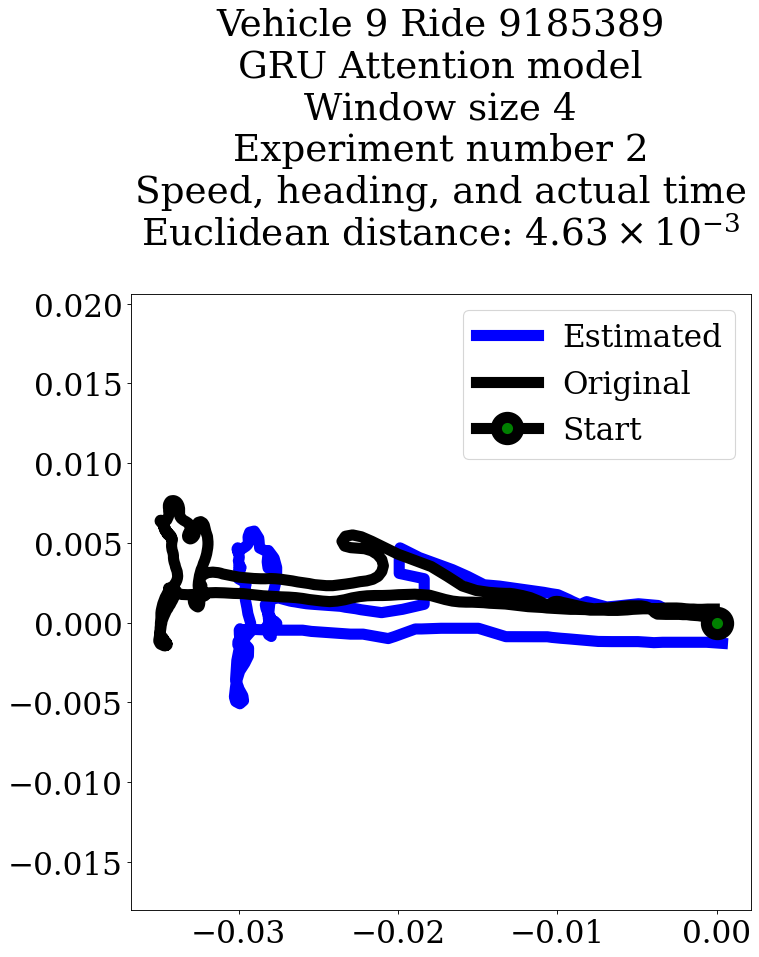 Vehicle 9 Ride 9185389
GRU Attention model
Window size 4
Experiment number 2
Speed, heading, and actual time
Euclidean distance: 4.63 × 10⁻³
Estimated
Original
Start
0.020
0.015
0.010
0.005
0.000
−0.005
−0.010
−0.015
−0.03 −0.02 −0.01 0.00